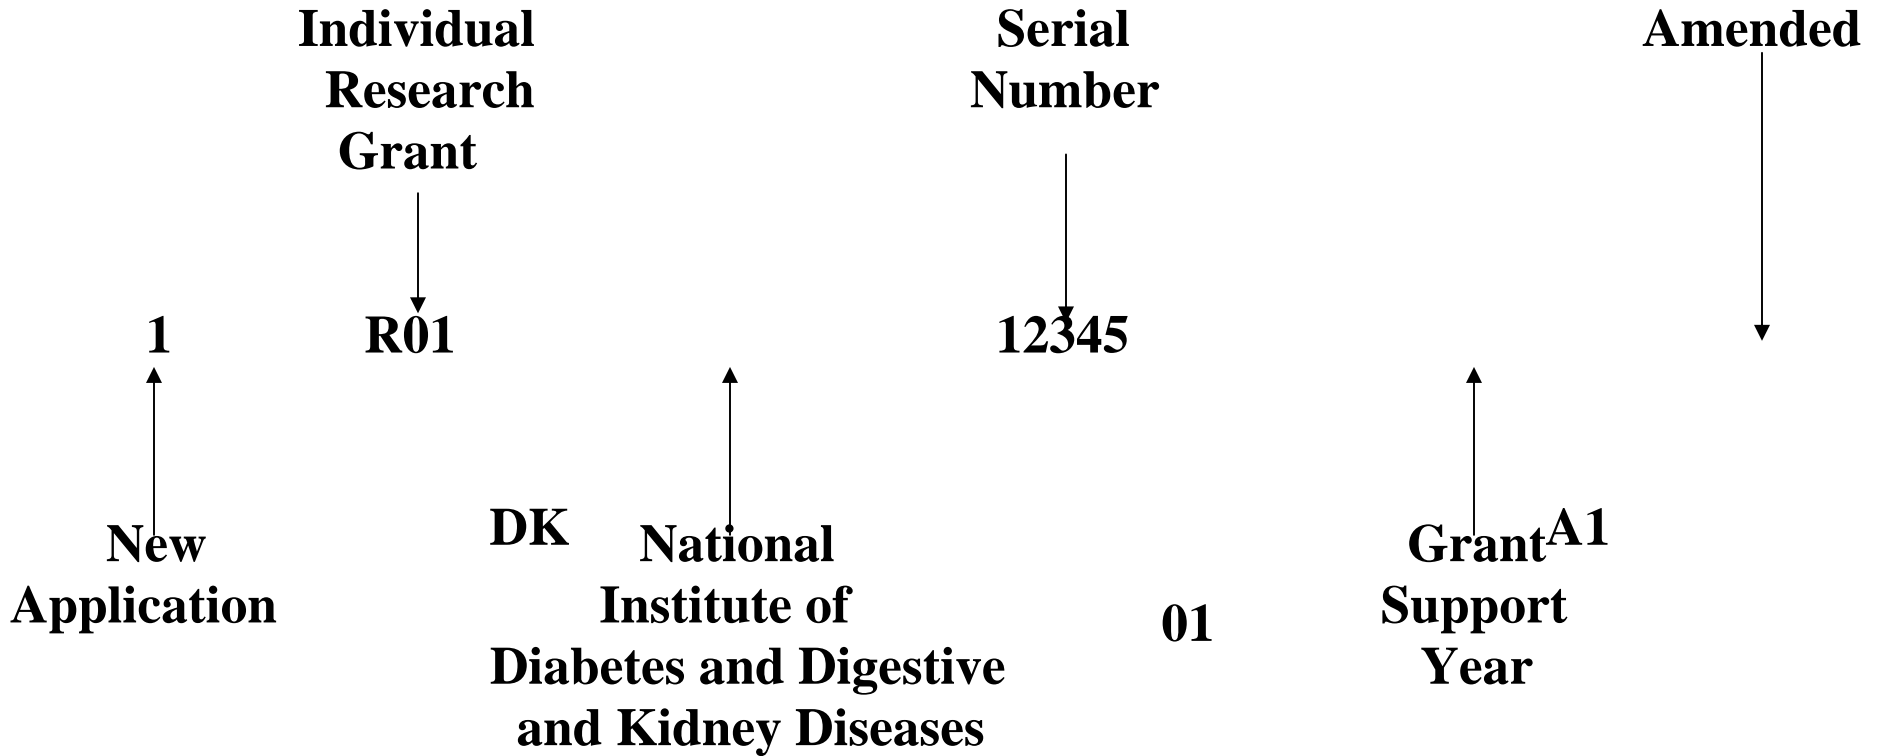 Individual
Research
Grant
Serial
Number
Amended
1
R01
12345
New
Application
DK
National
Institute of
Diabetes and Digestive
and Kidney Diseases
01
Grant
Support
Year
A1